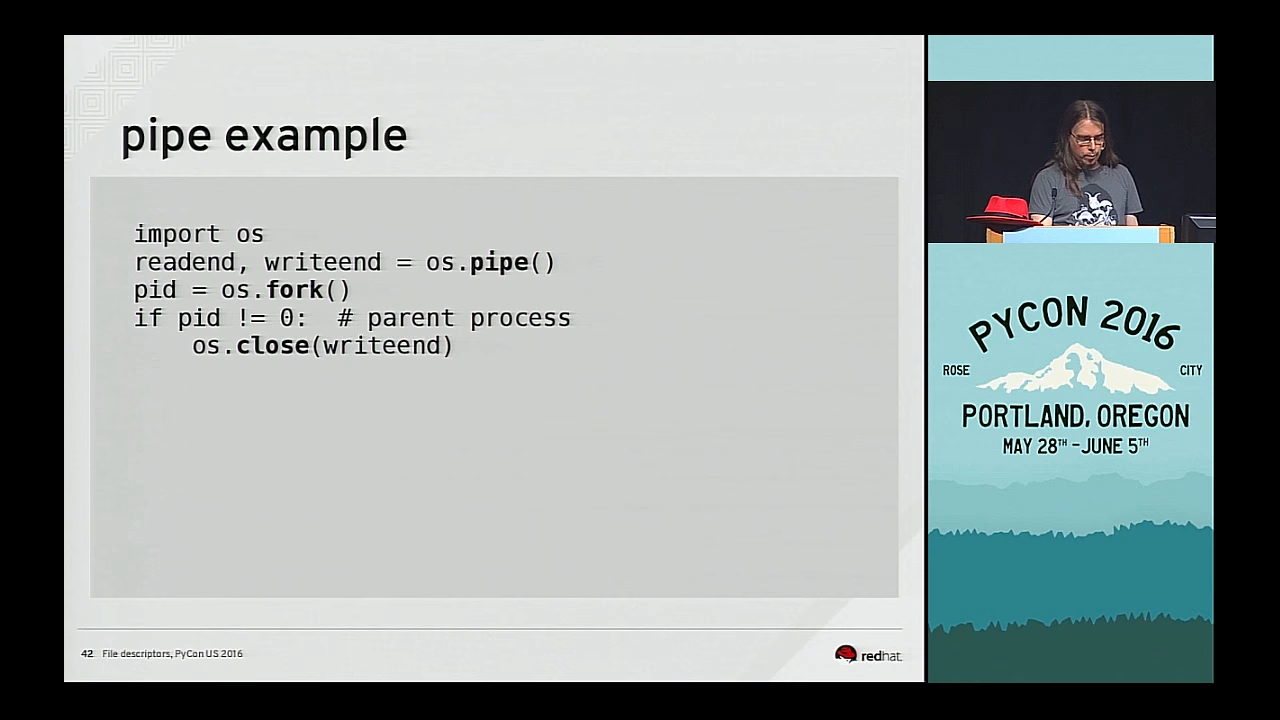 pipe example
import os
readend, writeend = os.pipe()
pid = os.fork()
if pid != 0:  # parent process
    os.close(writeend)
42 File descriptors, PyCon US 2016
redhat.
PYCON 2016
ROSE CITY
PORTLAND, OREGON
MAY 28TH - JUNE 5TH